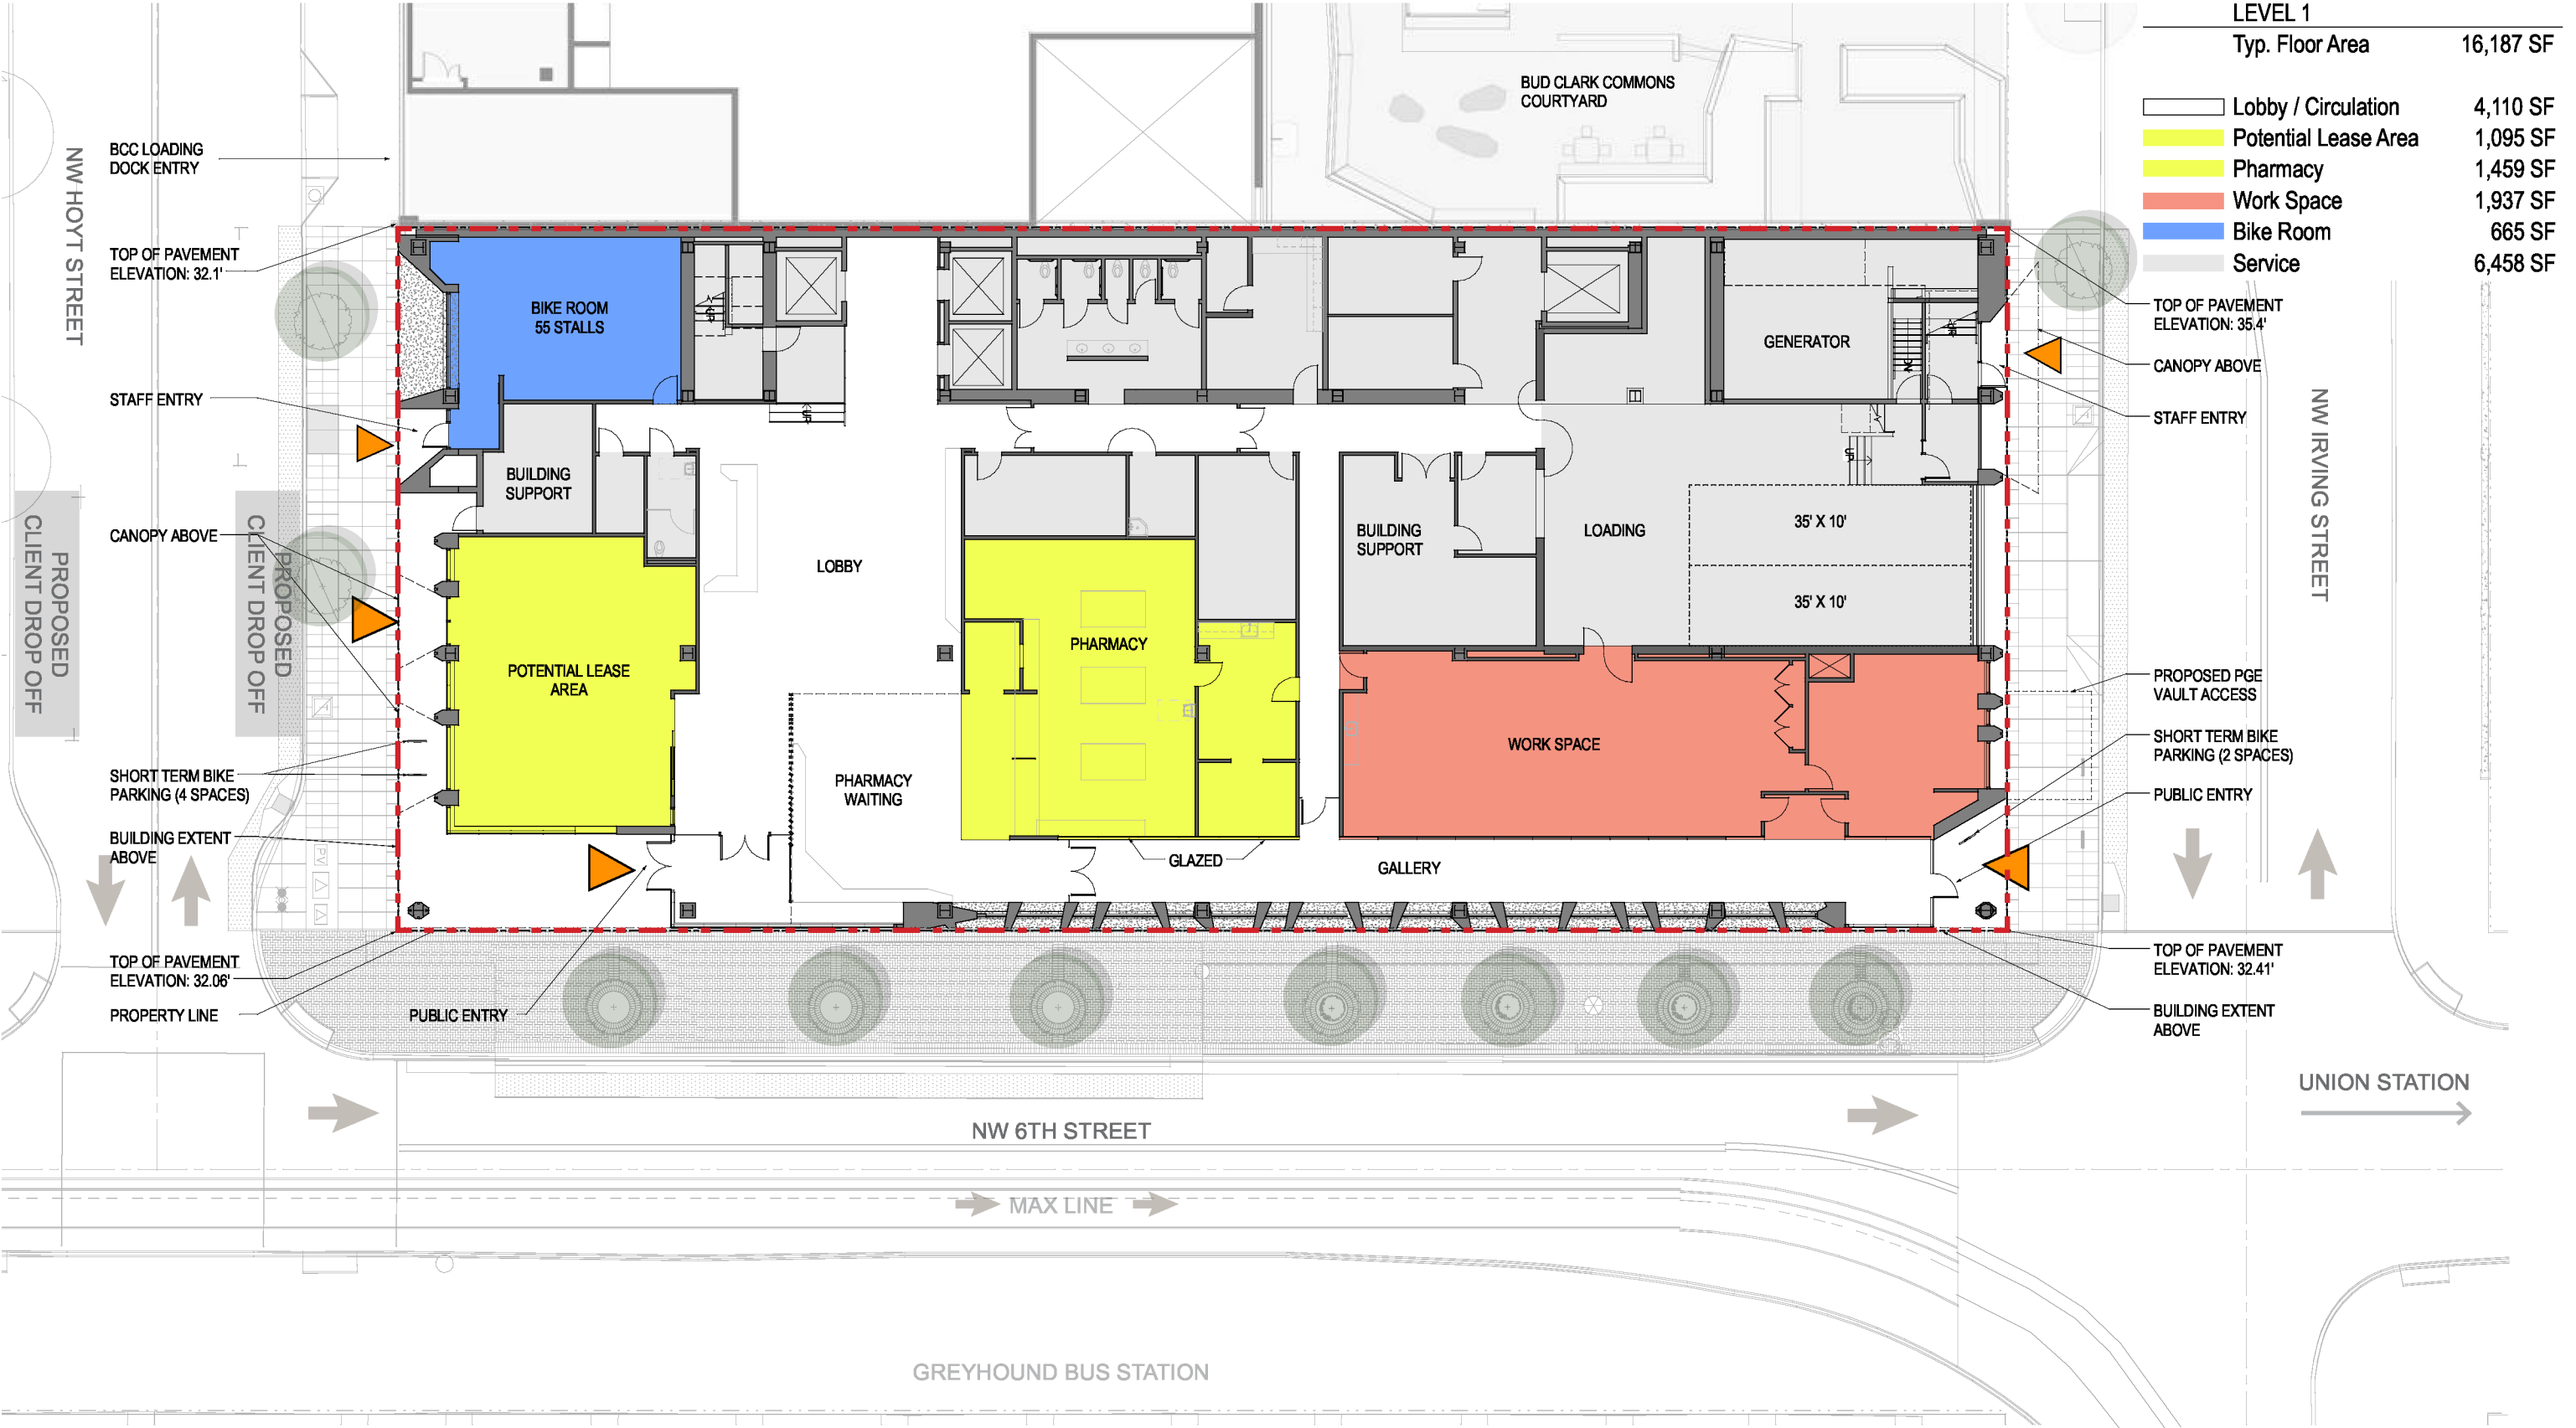 LEVEL 1
Typ. Floor Area 16,187 SF
Lobby / Circulation 4,110 SF
Potential Lease Area 1,095 SF
Pharmacy 1,459 SF
Work Space 1,937 SF
Bike Room 665 SF
Service 6,458 SF
BUD CLARK COMMONS
COURTYARD
BCC LOADING
DOCK ENTRY
NW HOYT STREET
TOP OF PAVEMENT
ELEVATION: 32.1'
STAFF ENTRY
CANOPY ABOVE
PROPOSED
CLIENT DROP OFF
PROPOSED
CLIENT DROP OFF
SHORT TERM BIKE
PARKING (4 SPACES)
BUILDING EXTENT
ABOVE
TOP OF PAVEMENT
ELEVATION: 32.06'
PROPERTY LINE
PUBLIC ENTRY
BIKE ROOM
55 STALLS
UP
UP
BUILDING
SUPPORT
LOBBY
POTENTIAL LEASE
AREA
PHARMACY
WAITING
PHARMACY
GLAZED
GALLERY
BUILDING
SUPPORT
LOADING
GENERATOR
UP
DN
UP
35' X 10'
35' X 10'
WORK SPACE
TOP OF PAVEMENT
ELEVATION: 35.4'
CANOPY ABOVE
STAFF ENTRY
NW IRVING STREET
PROPOSED PGE
VAULT ACCESS
SHORT TERM BIKE
PARKING (2 SPACES)
PUBLIC ENTRY
TOP OF PAVEMENT
ELEVATION: 32.41'
BUILDING EXTENT
ABOVE
PV
UNION STATION
NW 6TH STREET
MAX LINE
GREYHOUND BUS STATION